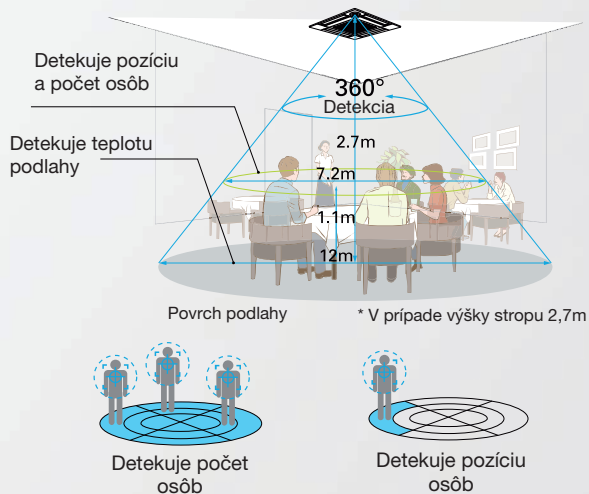 Detekuje pozíciu
a počet osôb
360°
Detekcia
Detekuje teplotu
podlahy
2.7m
7.2m
1.1m
12m
Povrch podlahy
* V prípade výšky stropu 2,7m
Detekuje počet
osôb
Detekuje pozíciu
osôb